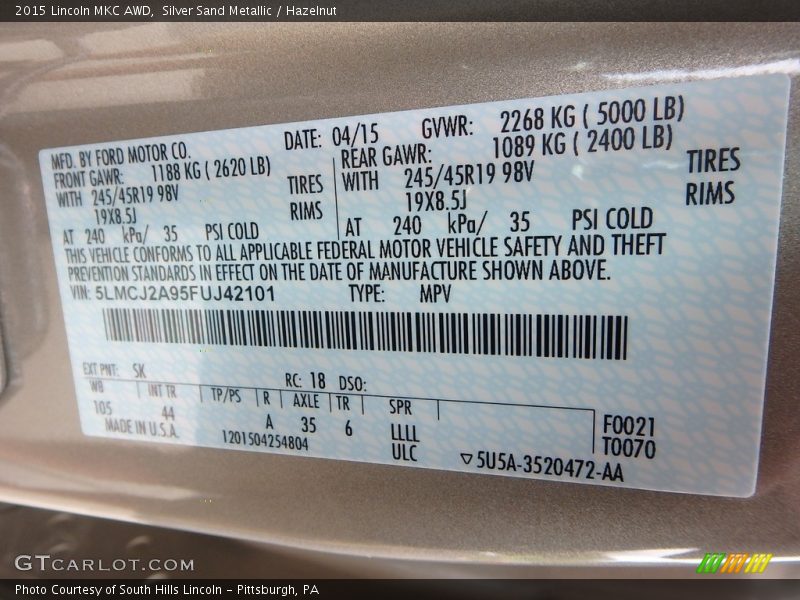 2015 Lincoln MKC AWD, Silver Sand Metallic / Hazelnut
MFD. BY FORD MOTOR CO. DATE: 04/15 GVWR: 2268 KG ( 5000 LB)
FRONT GAWR: 1188 KG ( 2620 LB) REAR GAWR: 1089 KG ( 2400 LB)
WITH 245/45R19 98V TIRES WITH 245/45R19 98V TIRES
19X8.5J RIMS 19X8.5J RIMS
AT 240 kPa/ 35 PSI COLD AT 240 kPa/ 35 PSI COLD
THIS VEHICLE CONFORMS TO ALL APPLICABLE FEDERAL MOTOR VEHICLE SAFETY AND THEFT
PREVENTION STANDARDS IN EFFECT ON THE DATE OF MANUFACTURE SHOWN ABOVE.
VIN: 5LMCJ2A95FUJ42101 TYPE: MPV
EXT PNT: SK RC: 18 DSO:
WB INT TR TP/PS R AXLE TR SPR
105 44 A 35 6 LLLL F0021
MADE IN U.S.A. 1201504254804 ULC T0070
▽5U5A-3520472-AA
GTCARLOT.COM
Photo Courtesy of South Hills Lincoln - Pittsburgh, PA